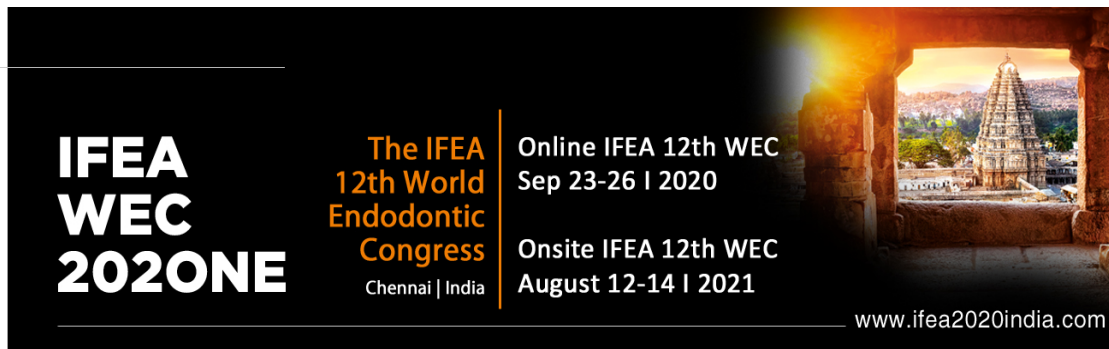 IFEA
WEC
202ONE
The IFEA
12th World
Endodontic
Congress
Chennai | India
Online IFEA 12th WEC
Sep 23-26 I 2020
Onsite IFEA 12th WEC
August 12-14 I 2021
www.ifea2020india.com